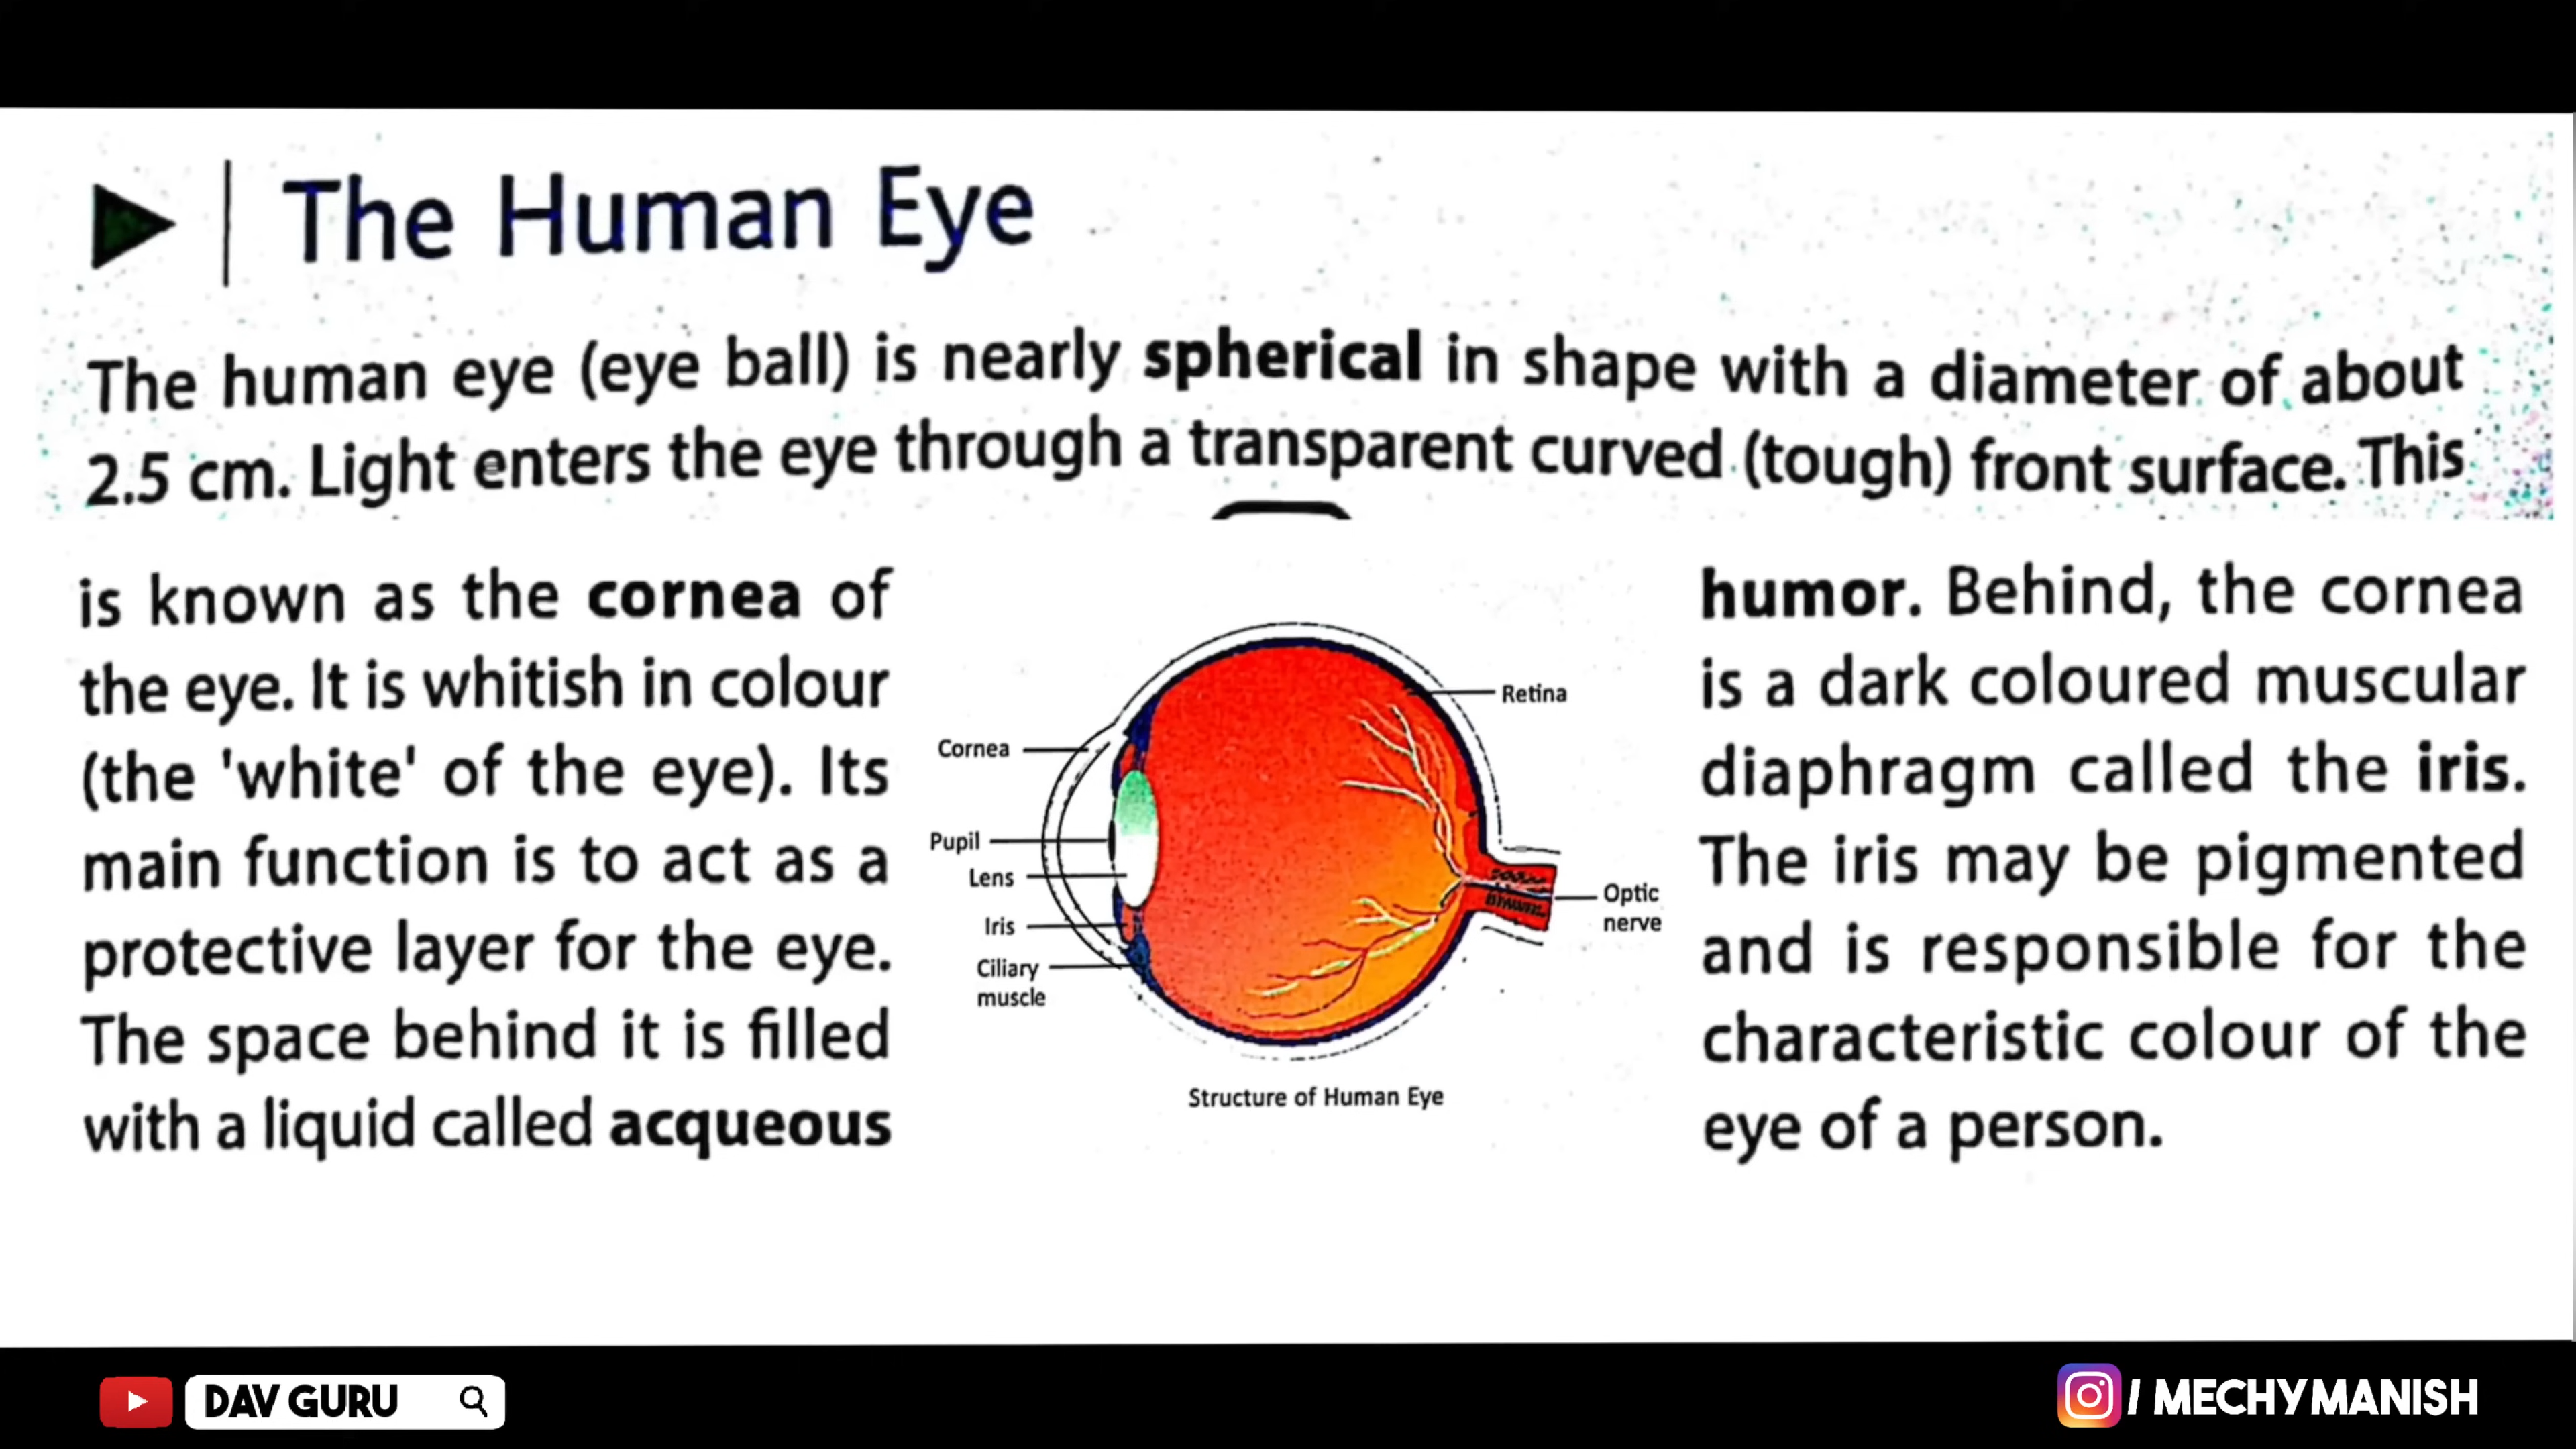 The Human Eye
The human eye (eye ball) is nearly spherical in shape with a diameter of about
2.5 cm. Light enters the eye through a transparent curved (tough) front surface. This
is known as the cornea of
the eye. It is whitish in colour
(the 'white' of the eye). Its
main function is to act as a
protective layer for the eye.
The space behind it is filled
with a liquid called acqueous
Cornea
Pupil
Lens
Iris
Ciliary
muscle
Retina
Optic
nerve
Structure of Human Eye
humor. Behind, the cornea
is a dark coloured muscular
diaphragm called the iris.
The iris may be pigmented
and is responsible for the
characteristic colour of the
eye of a person.
DAV GURU
/ MECHYMANISH